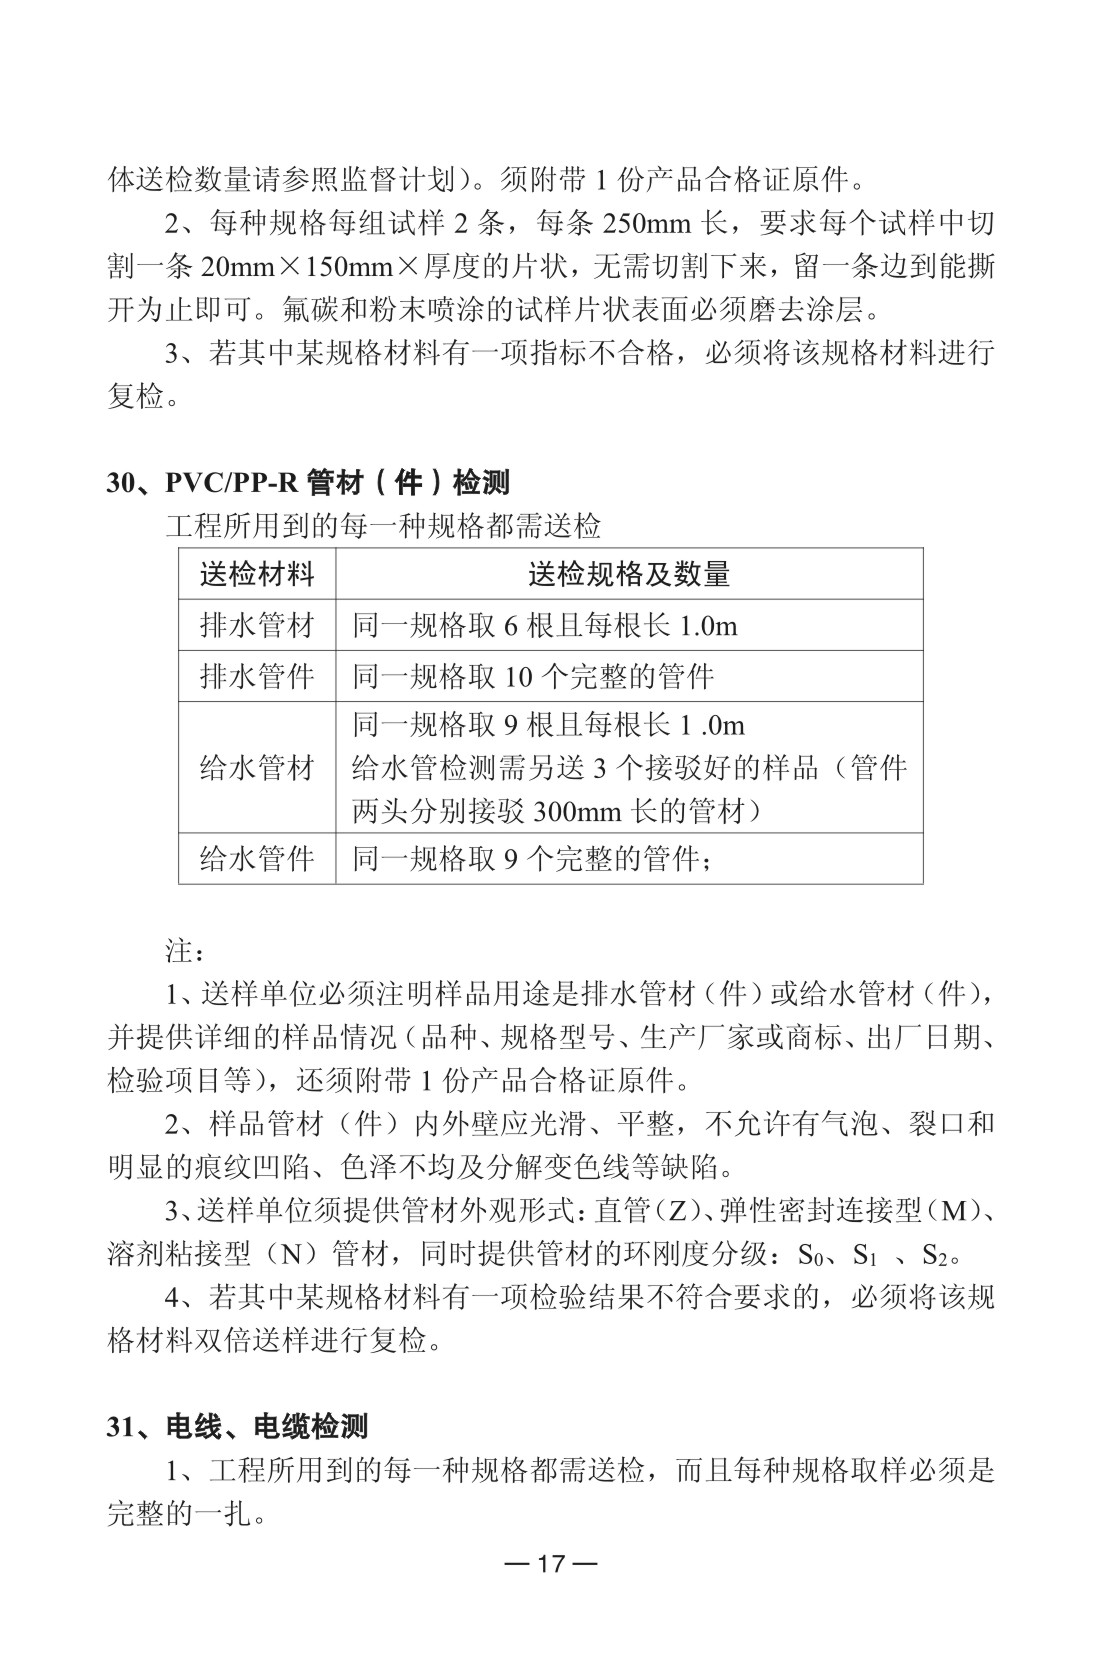 体送检数量请参照监督计划）。须附带 1 份产品合格证原件。
2、每种规格每组试样 2 条，每条 250mm 长，要求每个试样中切
割一条 20mm×150mm×厚度的片状，无需切割下来，留一条边到能撕
开为止即可。氟碳和粉末喷涂的试样片状表面必须磨去涂层。
3、若其中某规格材料有一项指标不合格，必须将该规格材料进行
复检。
30、PVC/PP-R 管材（件）检测
工程所用到的每一种规格都需送检
送检材料 送检规格及数量
排水管材 同一规格取 6 根且每根长 1.0m
排水管件 同一规格取 10 个完整的管件
同一规格取 9 根且每根长 1 .0m
给水管材 给水管检测需另送 3 个接驳好的样品（管件
两头分别接驳 300mm 长的管材）
给水管件 同一规格取 9 个完整的管件；
注：
1、送样单位必须注明样品用途是排水管材（件）或给水管材（件），
并提供详细的样品情况（品种、规格型号、生产厂家或商标、出厂日期、
检验项目等），还须附带 1 份产品合格证原件。
2、样品管材（件）内外壁应光滑、平整，不允许有气泡、裂口和
明显的痕纹凹陷、色泽不均及分解变色线等缺陷。
3、送样单位须提供管材外观形式：直管（Z）、弹性密封连接型（M）、
溶剂粘接型（N）管材，同时提供管材的环刚度分级：S0、S1 、S2。
4、若其中某规格材料有一项检验结果不符合要求的，必须将该规
格材料双倍送样进行复检。
31、电线、电缆检测
1、工程所用到的每一种规格都需送检，而且每种规格取样必须是
完整的一扎。
— 17 —